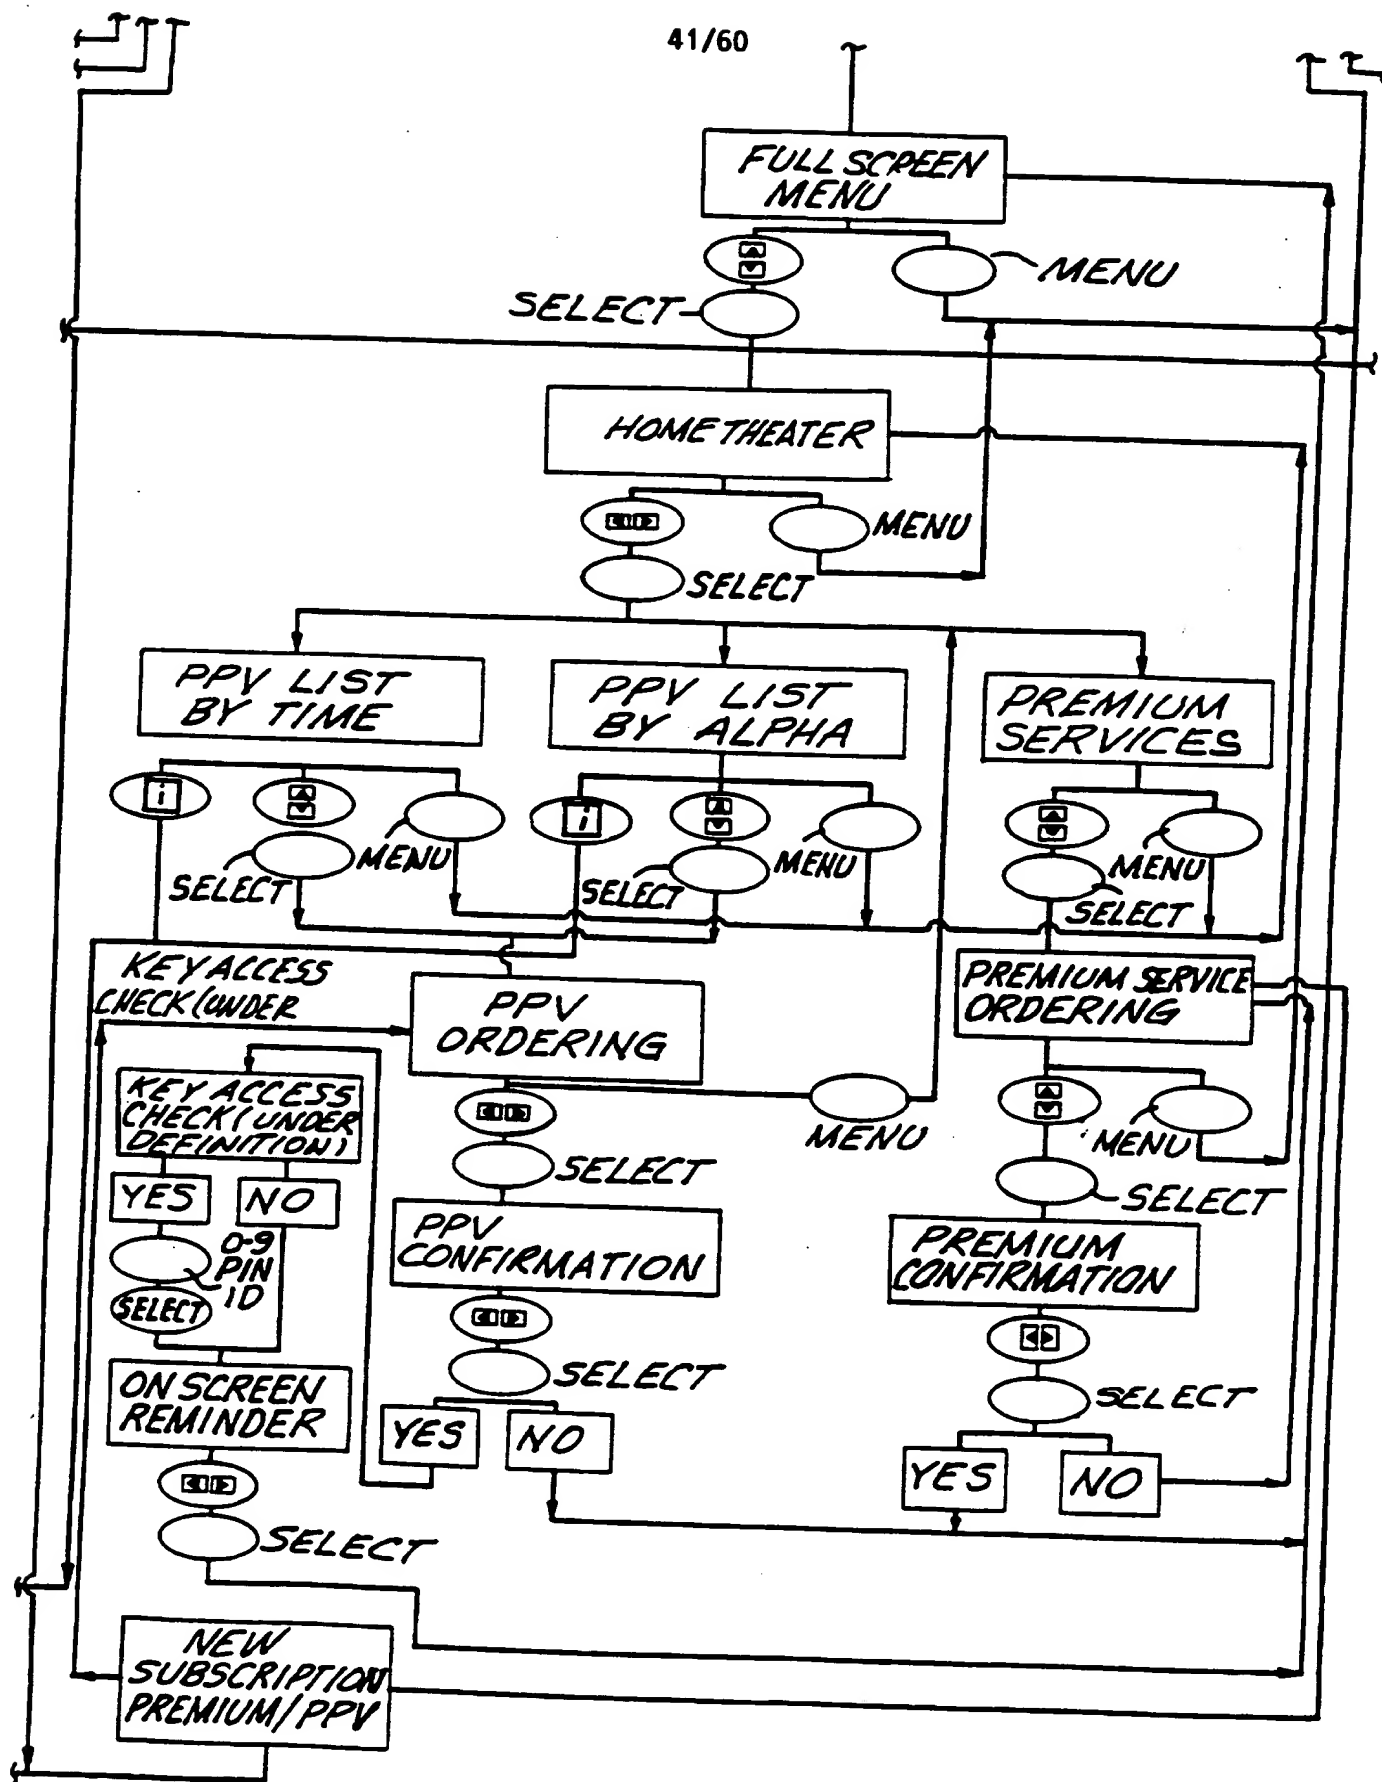 41/60
FULL SCREEN
MENU
MENU
SELECT
HOME THEATER
MENU
SELECT
PPV LIST
BY TIME
PPV LIST
BY ALPHA
PREMIUM
SERVICES
i
MENU
SELECT
i
MENU
SELECT
MENU
SELECT
KEY ACCESS
CHECK (UNDER
PPV
ORDERING
PREMIUM SERVICE
ORDERING
KEY ACCESS
CHECK (UNDER
DEFINITION)
MENU
MENU
YES
NO
SELECT
SELECT
0-9
PIN
ID
SELECT
PPV
CONFIRMATION
PREMIUM
CONFIRMATION
ON SCREEN
REMINDER
SELECT
SELECT
YES
NO
YES
NO
SELECT
NEW
SUBSCRIPTION
PREMIUM/PPV